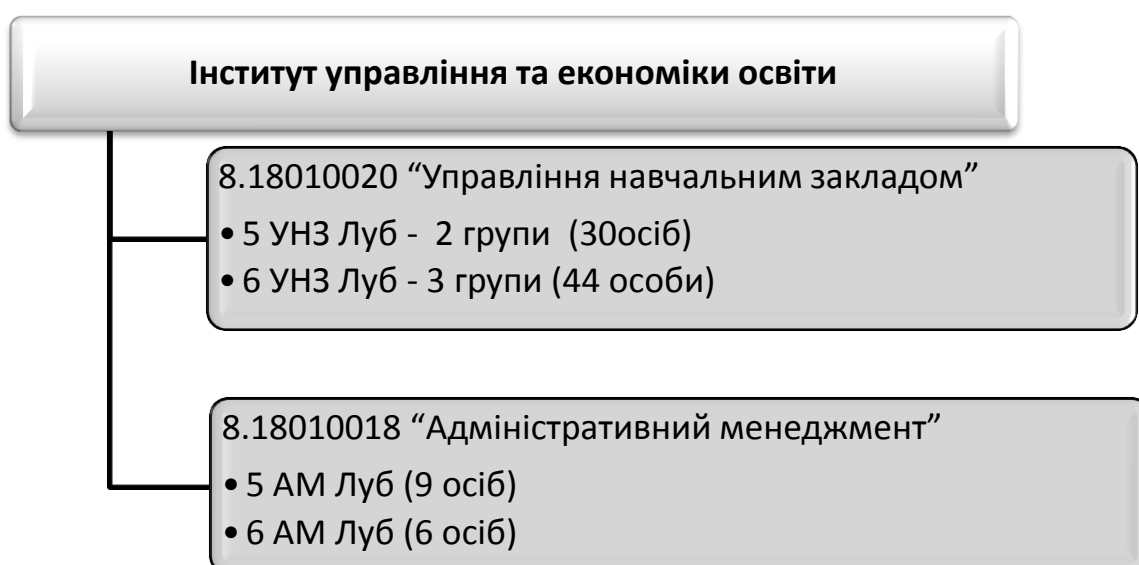 Інститут управління та економіки освіти
8.18010020 “Управління навчальним закладом”
• 5 УНЗ Луб - 2 групи (30осіб)
• 6 УНЗ Луб - 3 групи (44 особи)
8.18010018 “Адміністративний менеджмент”
• 5 АМ Луб (9 осіб)
• 6 АМ Луб (6 осіб)